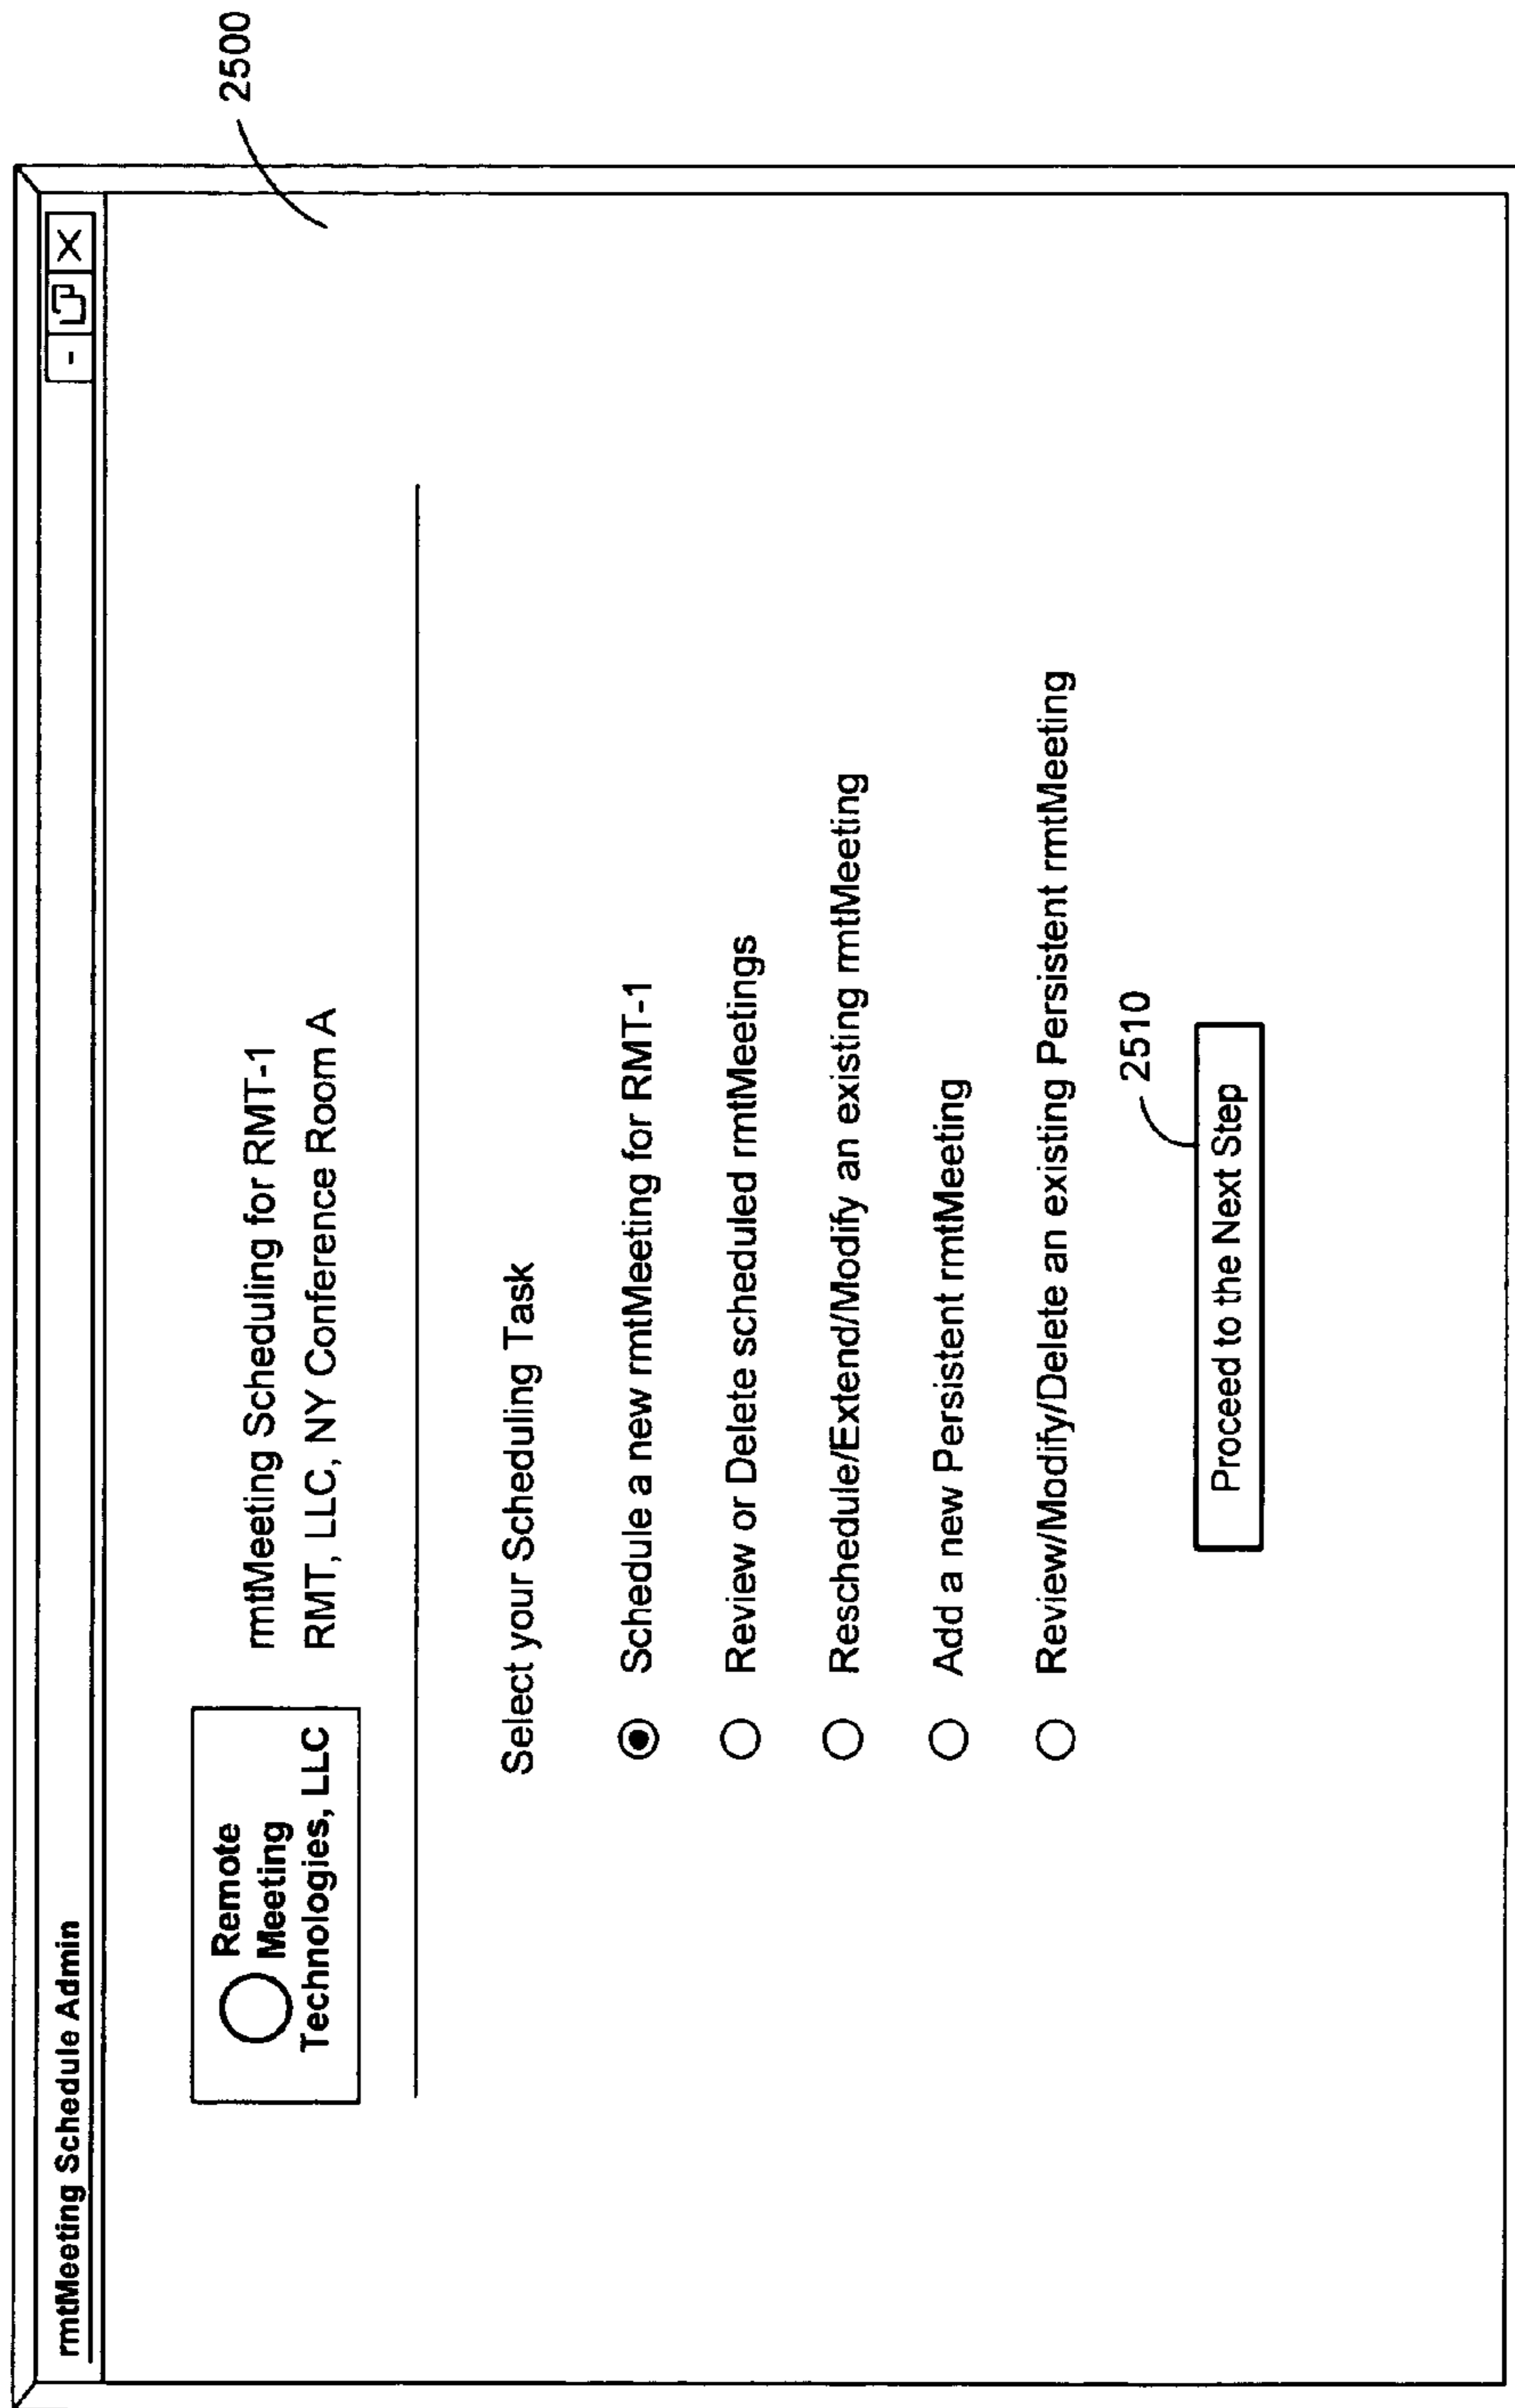 rmtMeeting Schedule Admin
2500
Remote
Meeting
Technologies, LLC
rmtMeeting Scheduling for RMT-1
RMT, LLC, NY Conference Room A
Select your Scheduling Task
Schedule a new rmtMeeting for RMT-1
Review or Delete scheduled rmtMeetings
Reschedule/Extend/Modify an existing rmtMeeting
Add a new Persistent rmtMeeting
Review/Modify/Delete an existing Persistent rmtMeeting
2510
Proceed to the Next Step